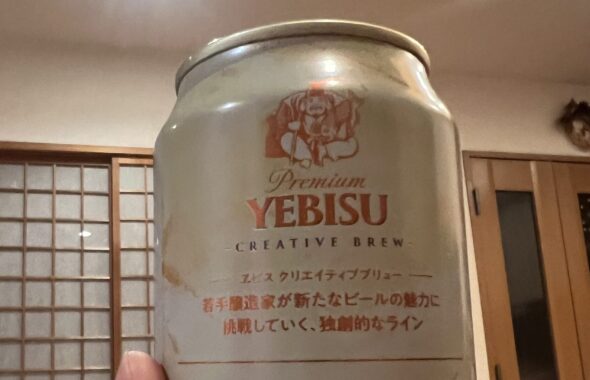 Premium
YEBISU
-CREATIVE BREW-
ヱビス クリエイティブブリュー
若手醸造家が新たなビールの魅力に
挑戦していく、独創的なライン